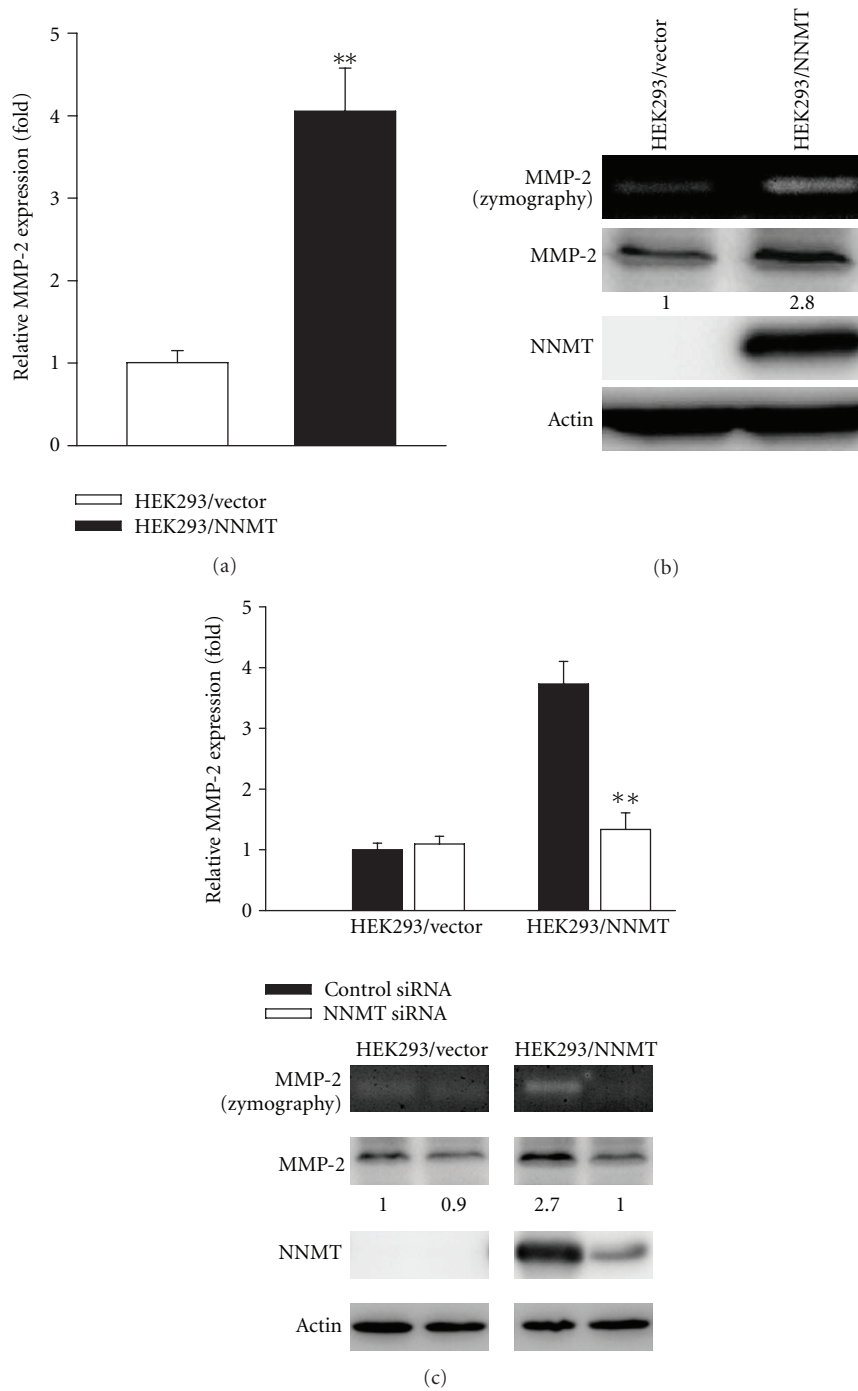 5
4
3
2
1
0
Relative MMP-2 expression (fold)
**
HEK293/vector
HEK293/NNMT
(a)
HEK293/vector
HEK293/NNMT
MMP-2
(zymography)
MMP-2
1 2.8
NNMT
Actin
(b)
5
4
3
2
1
0
Relative MMP-2 expression (fold)
**
HEK293/vector HEK293/NNMT
Control siRNA
NNMT siRNA
HEK293/vector HEK293/NNMT
MMP-2
(zymography)
MMP-2
1 0.9 2.7 1
NNMT
Actin
(c)